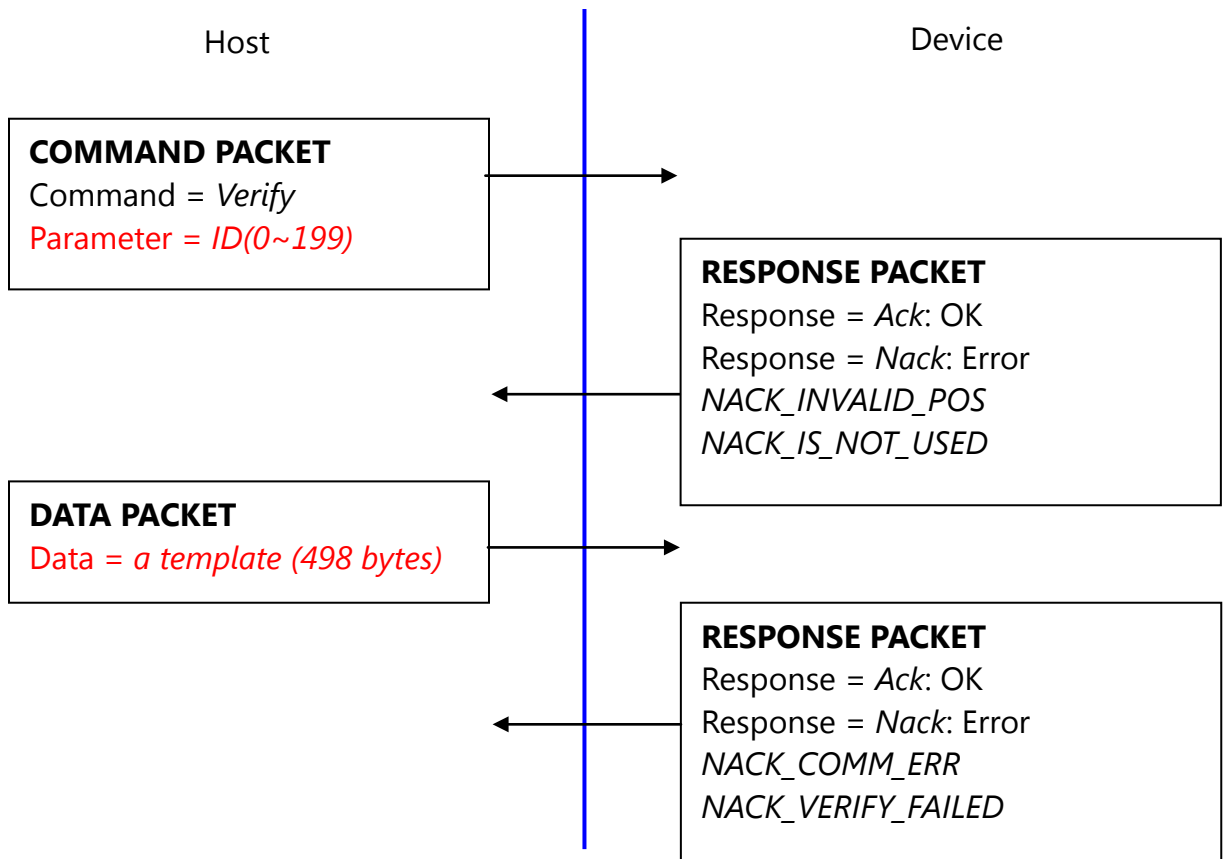 Host
Device
COMMAND PACKET
Command = Verify
Parameter = ID(0~199)
RESPONSE PACKET
Response = Ack: OK
Response = Nack: Error
NACK_INVALID_POS
NACK_IS_NOT_USED
DATA PACKET
Data = a template (498 bytes)
RESPONSE PACKET
Response = Ack: OK
Response = Nack: Error
NACK_COMM_ERR
NACK_VERIFY_FAILED